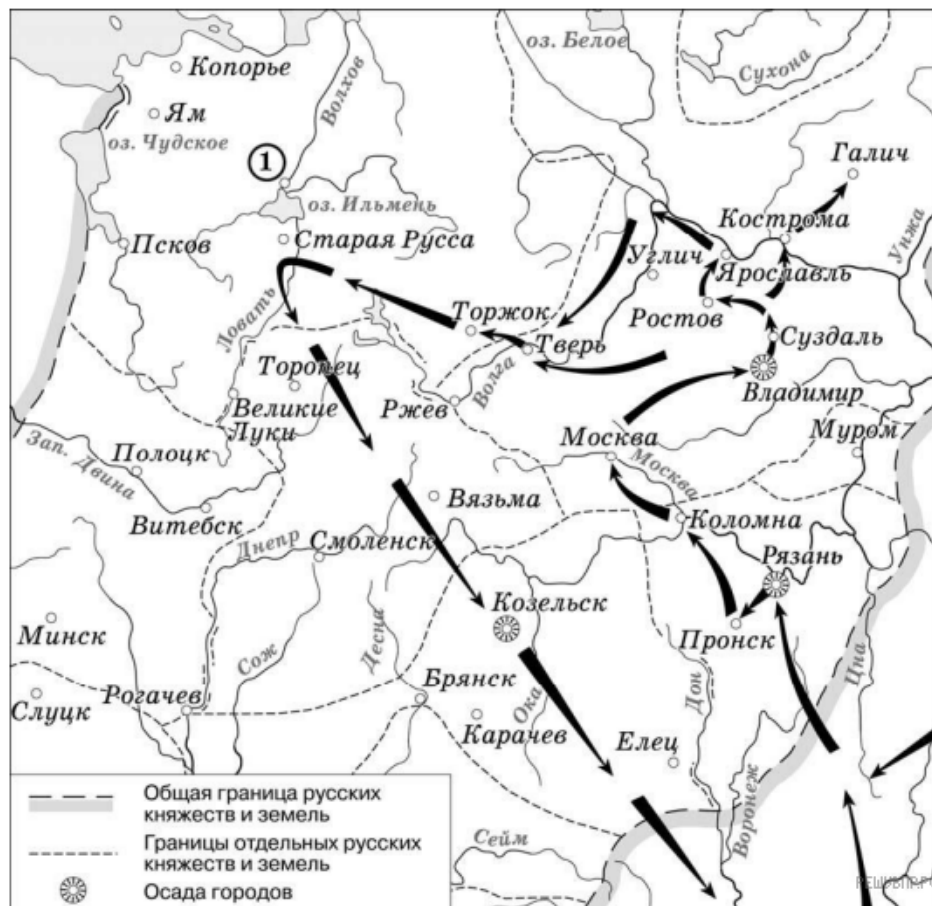 оз. Белое
Сухона
Копорье
Волхов
Ям
оз. Чудское
Галич
1
оз. Ильмень
Кострома
Унжа
Псков
Старая Русса
Углич
Ярославль
Ловать
Торжок
Ростов
Тверь
Суздаль
Торопец
Волга
Владимир
Великие
Луки
Ржев
Зап. Двина
Полоцк
Москва
Москва
Муром
Вязьма
Витебск
Коломна
Днепр
Смоленск
Рязань
Козельск
Минск
Десна
Пронск
Сож
Цна
Слуцк
Рогачев
Брянск
Ока
Дон
Карачев
Елец
Воронеж
Сейм
Общая граница русских
княжеств и земель
Границы отдельных русских
княжеств и земель
Осада городов
РЕШУВПР.РФ